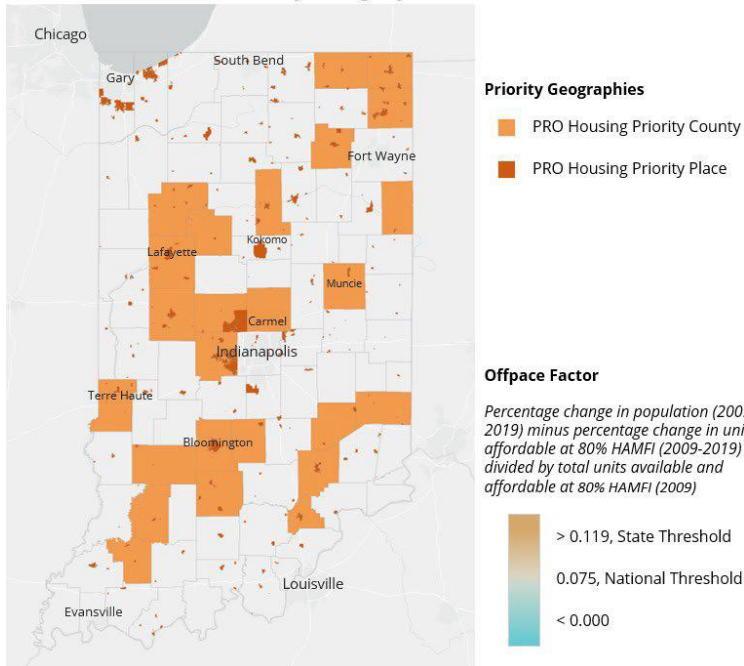 Chicago
South Bend
Gary
Fort Wayne
Kokomo
Lafayette
Muncie
Carmel
Indianapolis
Terre Haute
Bloomington
Louisville
Evansville
Priority Geographies
PRO Housing Priority County
PRO Housing Priority Place
Offpace Factor
Percentage change in population (200
2019) minus percentage change in uni
affordable at 80% HAMFI (2009-2019)
divided by total units available and
affordable at 80% HAMFI (2009)
> 0.119, State Threshold
0.075, National Threshold
< 0.000